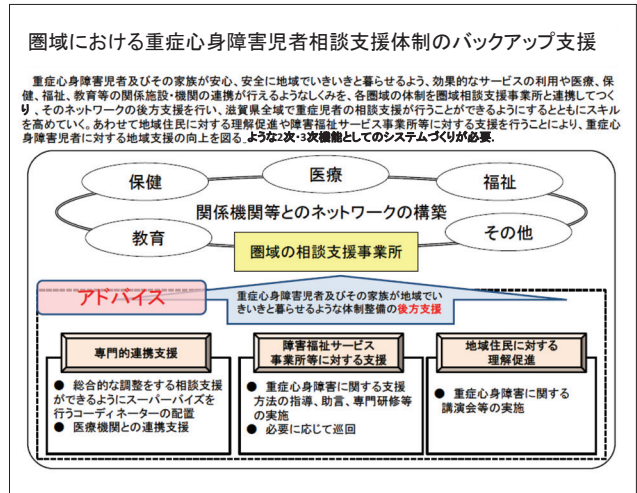 圏域における重症心身障害児者相談支援体制のバックアップ支援
重症心身障害児者及びその家族が安心、安全に地域でいきいきと暮らせるよう、効果的なサービスの利用や医療、保
健、福祉、教育等の関係施設・機関の連携が行えるようなしくみを、各圏域の体制を圏域相談支援事業所と連携してつく
り、そのネットワークの後方支援を行い、滋賀県全域で重症児者の相談支援が行うことができるようにするとともにスキル
を高めていく。あわせて地域住民に対する理解促進や障害福祉サービス事業所等に対する支援を行うことにより、重症心
身障害児者に対する地域支援の向上を図る。ような2次・3次機能としてのシステムづくりが必要.
保健
医療
福祉
関係機関等とのネットワークの構築
教育
その他
圏域の相談支援事業所
アドバイス
重症心身障害児者及びその家族が地域でい
きいきと暮らせるような体制整備の後方支援
専門的連携支援
● 総合的な調整をする相談支援
ができるようにスーパーバイズを
行うコーディネーターの配置
● 医療機関との連携支援
障害福祉サービス
事業所等に対する支援
● 重症心身障害に関する支援
方法の指導、助言、専門研修等
の実施
● 必要に応じて巡回
地域住民に対する
理解促進
● 重症心身障害に関する
講演会等の実施